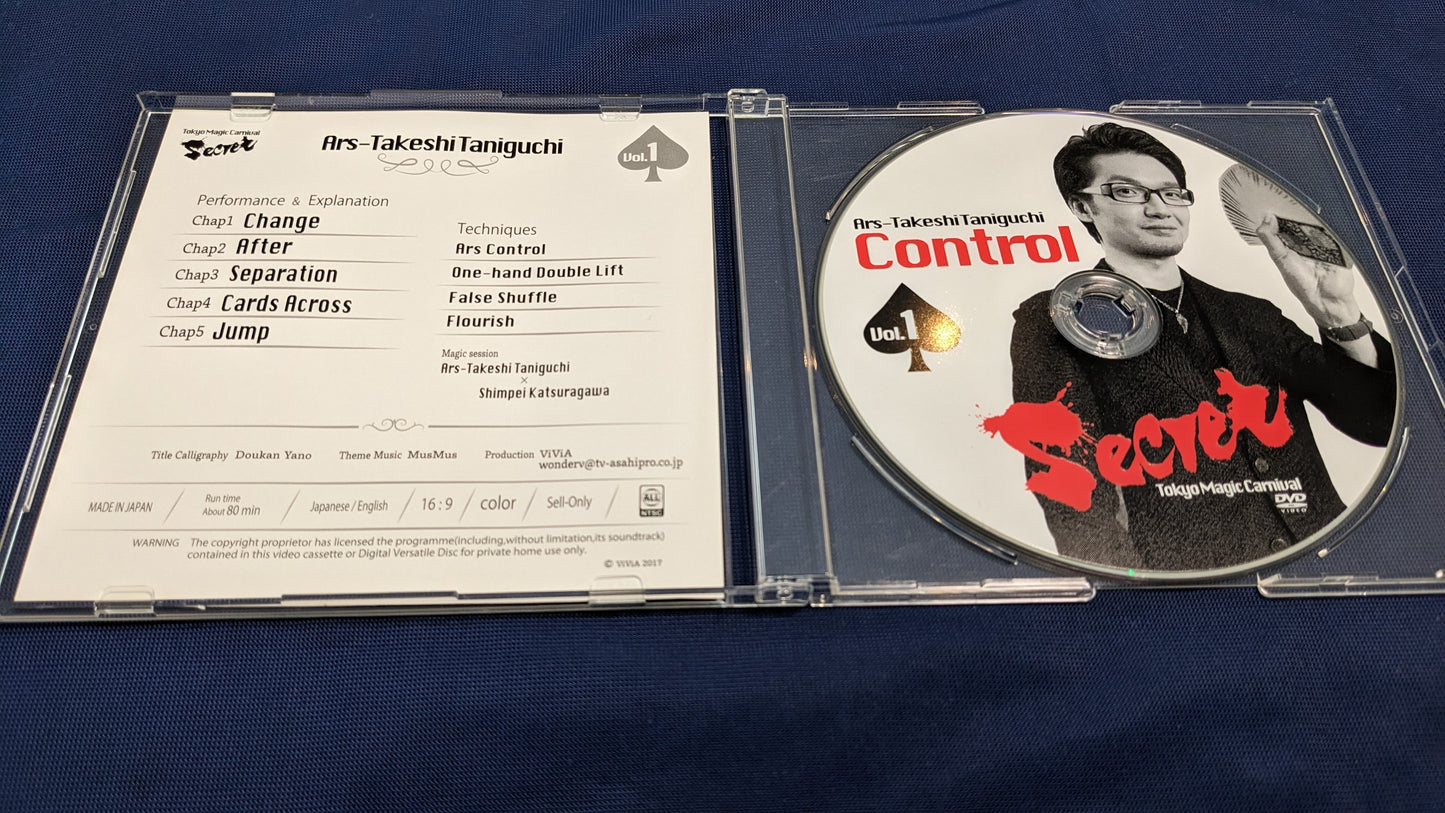 Tokyo Magic Carnival
Secret
Ars-Takeshi Taniguchi
Vol.1
Performance & Explanation
Chap1 Change
Chap2 After
Chap3 Separation
Chap4 Cards Across
Chap5 Jump
Techniques
Ars Control
One-hand Double Lift
False Shuffle
Flourish
Magic session
Ars-Takeshi Taniguchi
×
Shimpei Katsuragawa
Title Calligraphy Doukan Yano Theme Music MusMus Production ViViA
wonderv@tv-asahipro.co.jp
MADE IN JAPAN
Run time
About 80 min
Japanese / English
16 : 9
color
Sell-Only
ALL
NTSC
WARNING The copyright proprietor has licensed the programme(including,without limitation,its soundtrack)
contained in this video cassette or Digital Versatile Disc for private home use only.
© ViViA 2017
Ars-Takeshi Taniguchi
Control
Vol.1
Secret
Tokyo Magic Carnival
DVD
VIDEO